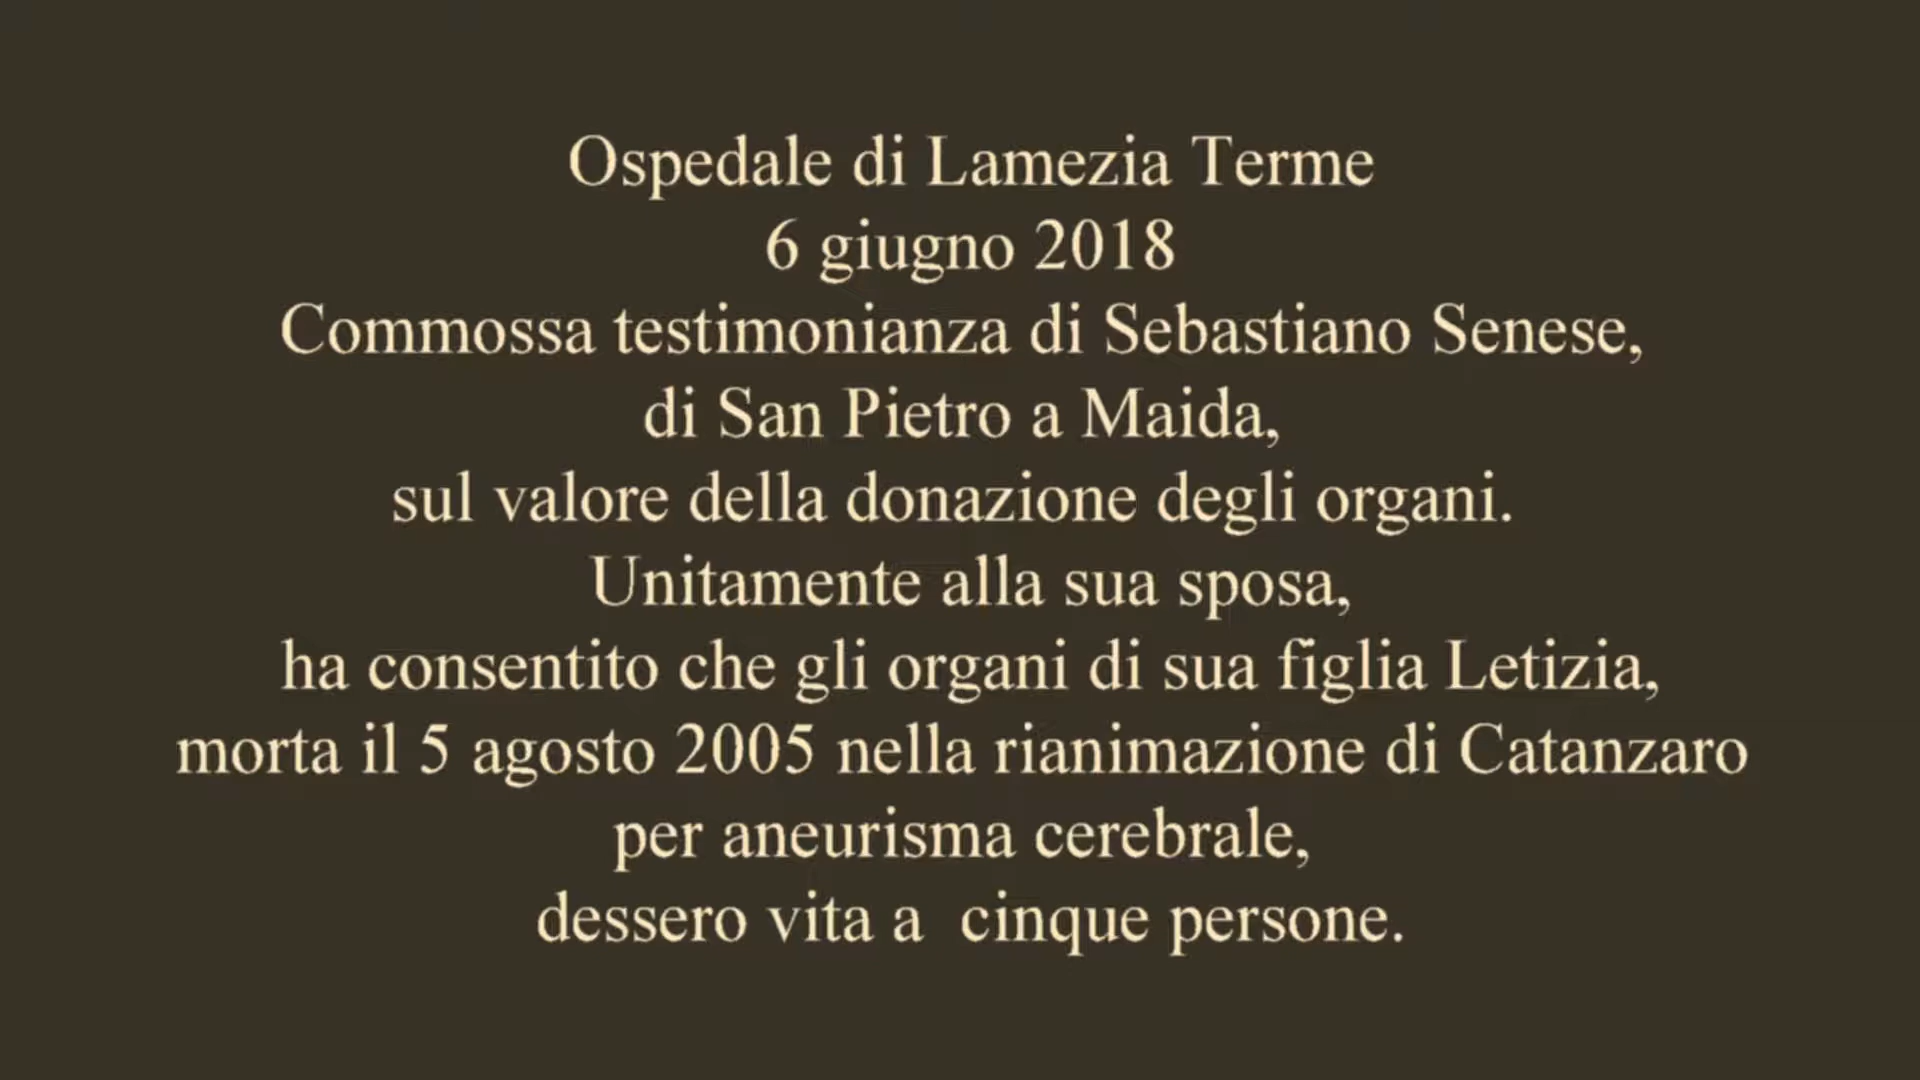 Ospedale di Lamezia Terme
6 giugno 2018
Commossa testimonianza di Sebastiano Senese,
di San Pietro a Maida,
sul valore della donazione degli organi.
Unitamente alla sua sposa,
ha consentito che gli organi di sua figlia Letizia,
morta il 5 agosto 2005 nella rianimazione di Catanzaro
per aneurisma cerebrale,
dessero vita a  cinque persone.